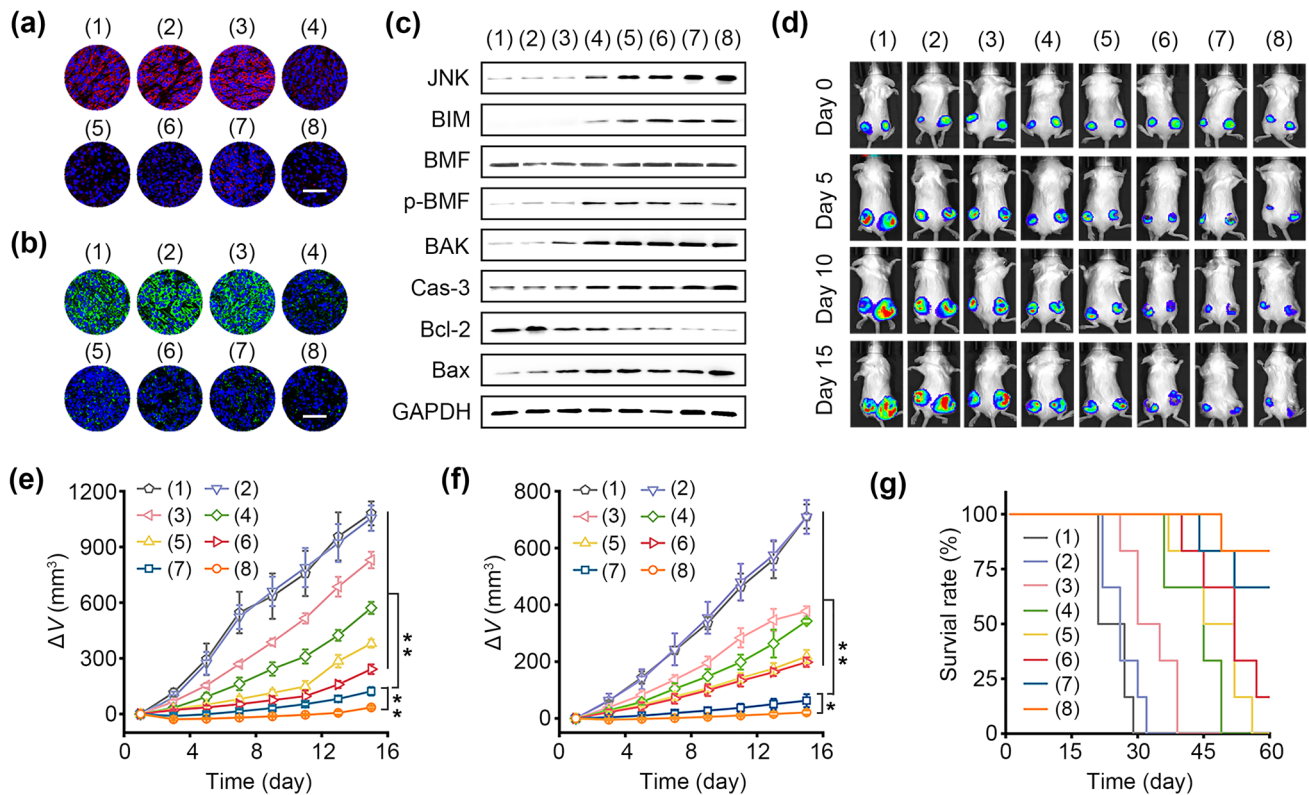 (a)
(1) (2) (3) (4)
(5) (6) (7) (8)
(b)
(1) (2) (3) (4)
(5) (6) (7) (8)
(c)
(1) (2) (3) (4) (5) (6) (7) (8)
JNK
BIM
BMF
p-BMF
BAK
Cas-3
Bcl-2
Bax
GAPDH
(d)
(1) (2) (3) (4) (5) (6) (7) (8)
Day 0
Day 5
Day 10
Day 15
(e)
ΔV (mm³)
1200
900
600
300
0
(1) (2)
(3) (4)
(5) (6)
(7) (8)
**
**
0 4 8 12 16
Time (day)
(f)
ΔV (mm³)
800
600
400
200
0
(1) (2)
(3) (4)
(5) (6)
(7) (8)
**
*
0 4 8 12 16
Time (day)
(g)
Survial rate (%)
100
75
50
25
0
(1)
(2)
(3)
(4)
(5)
(6)
(7)
(8)
0 15 30 45 60
Time (day)